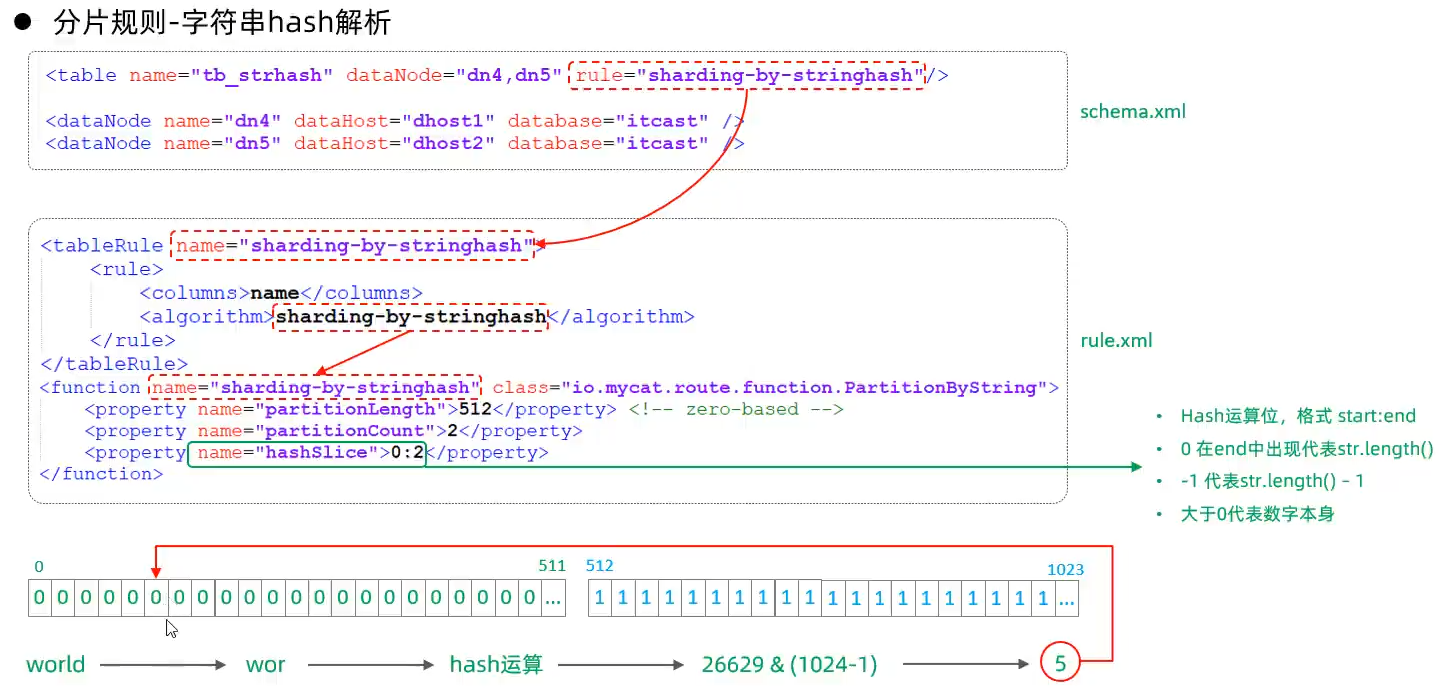 ● 分片规则-字符串hash解析
<table name="tb_strhash" dataNode="dn4,dn5" rule="sharding-by-stringhash"/>
<dataNode name="dn4" dataHost="dhost1" database="itcast" />
<dataNode name="dn5" dataHost="dhost2" database="itcast" />
schema.xml
<tableRule name="sharding-by-stringhash">
<rule>
<columns>name</columns>
<algorithm>sharding-by-stringhash</algorithm>
</rule>
</tableRule>
<function name="sharding-by-stringhash" class="io.mycat.route.function.PartitionByString">
<property name="partitionLength">512</property> <!-- zero-based -->
<property name="partitionCount">2</property>
<property name="hashSlice">0:2</property>
</function>
rule.xml
• Hash运算位，格式 start:end
• 0 在end中出现代表str.length()
• -1 代表str.length() – 1
• 大于0代表数字本身
0 511 512 1023
0 0 0 0 0 0 0 0 0 0 0 0 0 0 0 0 0 0 0 0 0 0 ... 1 1 1 1 1 1 1 1 1 1 1 1 1 1 1 1 1 1 1 1 ...
world wor hash运算 26629 & (1024-1) 5